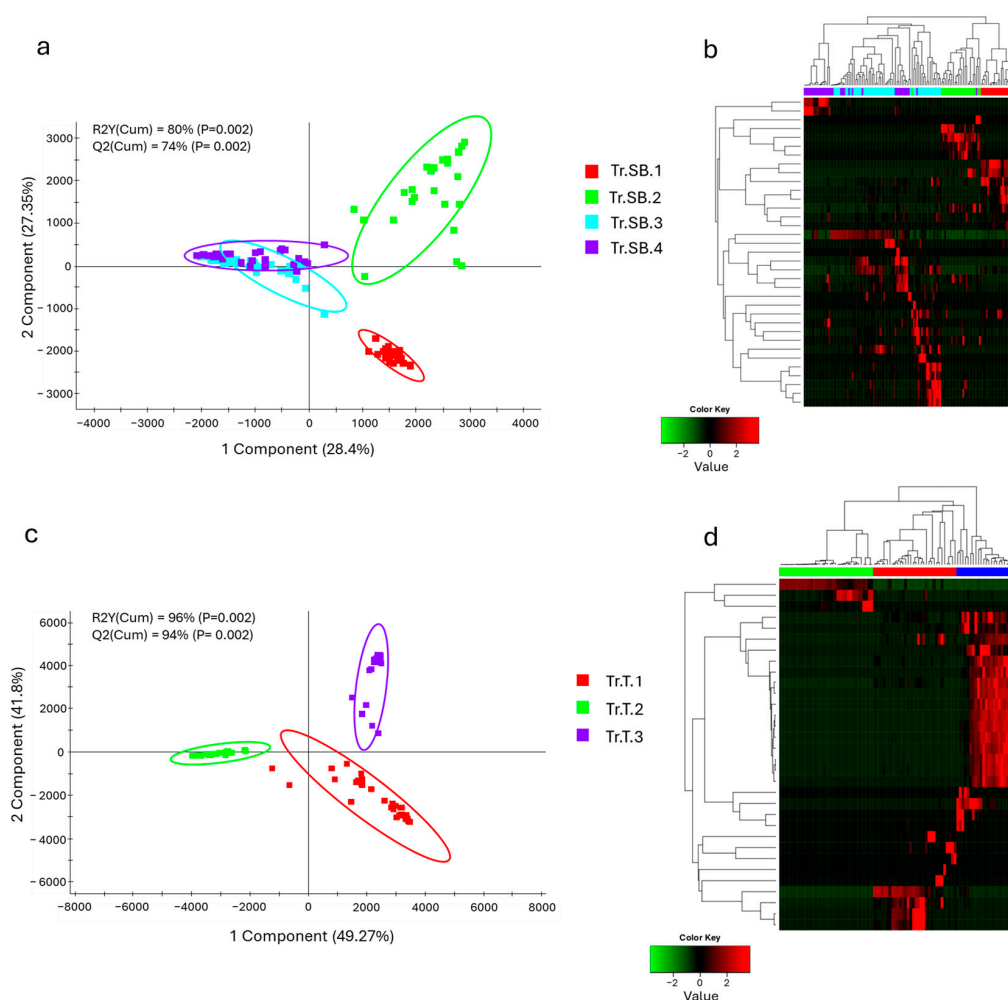 a
R2Y(Cum) = 80% (P=0.002)
Q2(Cum) = 74% (P= 0.002)
2 Component (27.35%)
3000
2000
1000
0
−1000
−2000
−3000
−4000
−3000
−2000
−1000
0
1000
2000
3000
4000
1 Component (28.4%)
Tr.SB.1
Tr.SB.2
Tr.SB.3
Tr.SB.4
b
Color Key
−2
0
2
Value
c
R2Y(Cum) = 96% (P=0.002)
Q2(Cum) = 94% (P= 0.002)
2 Component (41.8%)
6000
4000
2000
0
−2000
−4000
−6000
−8000
−6000
−4000
−2000
0
2000
4000
6000
8000
1 Component (49.27%)
Tr.T.1
Tr.T.2
Tr.T.3
d
Color Key
−2
0
2
Value